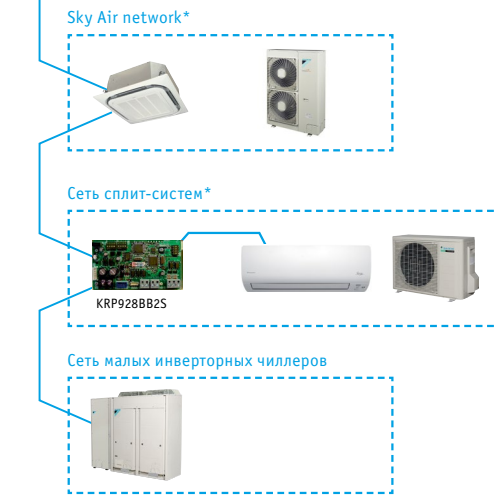 Sky Air network*
Сеть сплит-систем*
KRP928BB2S
Сеть малых инверторных чиллеров